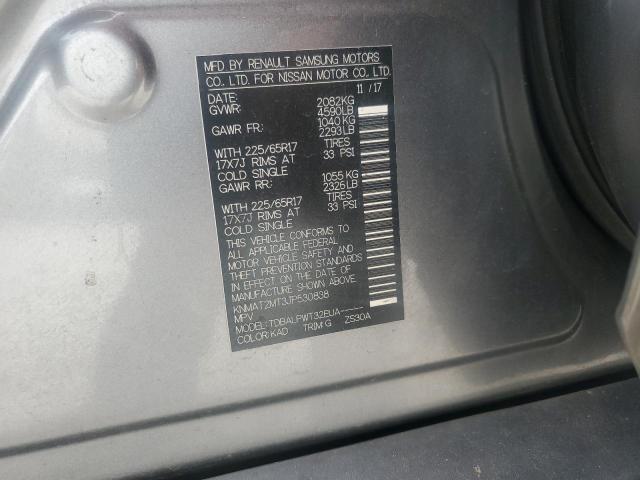 MFD BY RENAULT SAMSUNG MOTORS
CO., LTD. FOR NISSAN MOTOR CO., LTD.
DATE: 11 /17
GVWR: 2082KG
4590LB
GAWR FR: 1040KG
2293LB
WITH 225/65R17 TIRES
17X7J RIMS AT 33 PSI
COLD SINGLE
GAWR RR: 1055 KG
2326LB
WITH 225/65R17 TIRES
17X7J RIMS AT 33 PSI
COLD SINGLE
THIS VEHICLE CONFORMS TO
ALL APPLICABLE FEDERAL
MOTOR VEHICLE SAFETY AND
THEFT PREVENTION STANDARDS
IN EFFECT ON THE DATE OF
MANUFACTURE SHOWN ABOVE.
KNMAT2MT3JP530838
MPV
MODEL:TDBALPWT32EUA-----
COLOR:KAD TRIM:G ZS30A